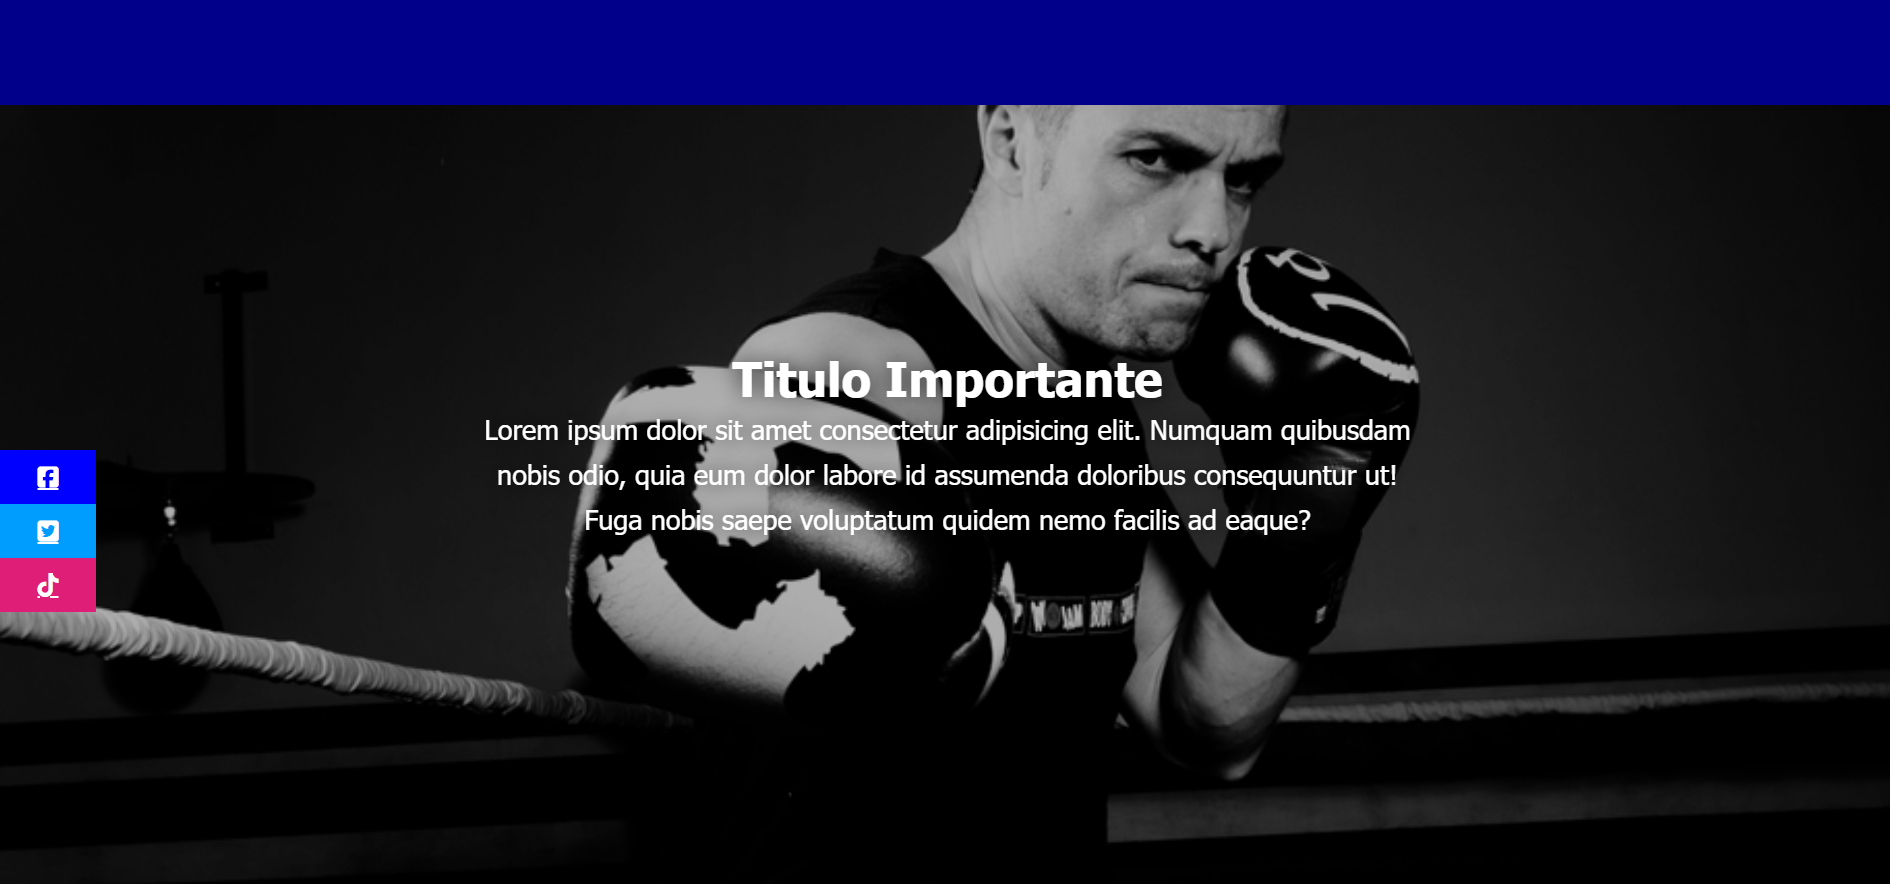 Titulo Importante
Lorem ipsum dolor sit amet consectetur adipisicing elit. Numquam quibusdam
nobis odio, quia eum dolor labore id assumenda doloribus consequuntur ut!
Fuga nobis saepe voluptatum quidem nemo facilis ad eaque?